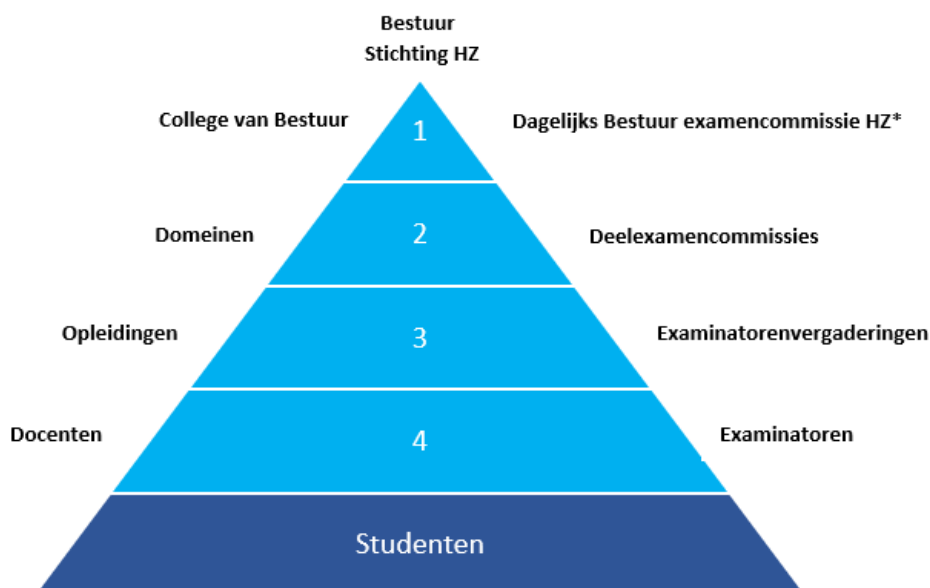 Bestuur
Stichting HZ
College van Bestuur
1
Dagelijks Bestuur examencommissie HZ*
Domeinen
2
Deelexamencommissies
Opleidingen
3
Examinatorenvergaderingen
Docenten
4
Examinatoren
Studenten